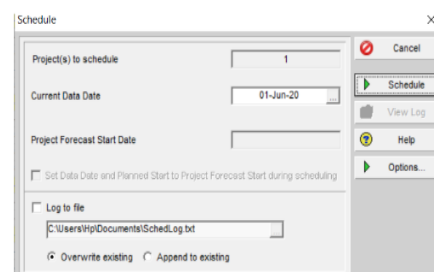 Schedule
Project(s) to schedule 1
Current Data Date 01-Jun-20 ...
Project Forecast Start Date
Set Data Date and Planned Start to Project Forecast Start during scheduling
Log to file
C:\Users\Hp\Documents\SchedLog.txt
Overwrite existing Append to existing
Cancel
Schedule
View Log
Help
Options...